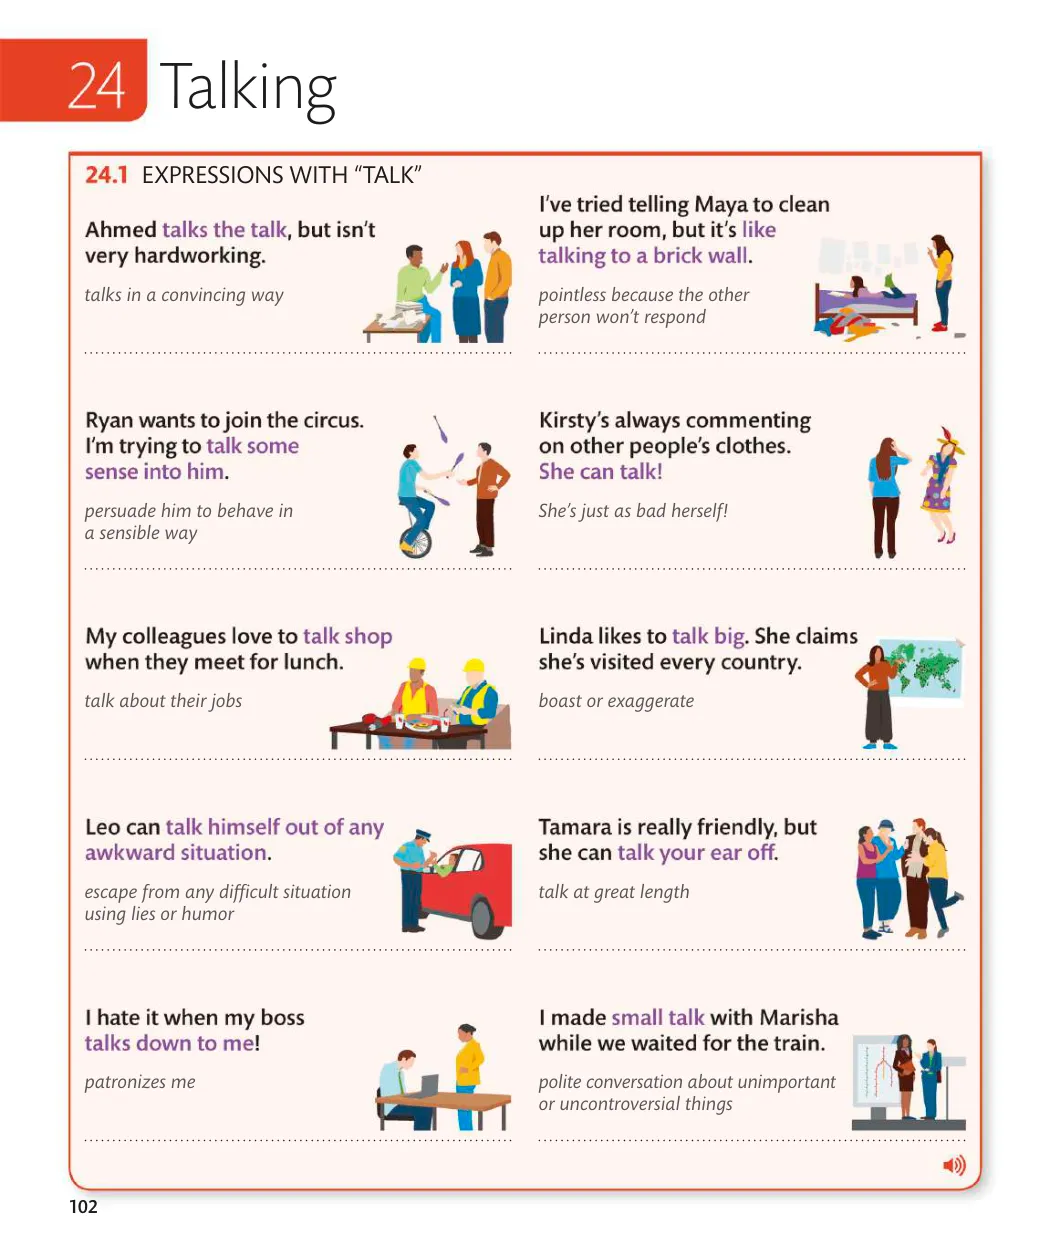 24 Talking
24.1 EXPRESSIONS WITH “TALK”
Ahmed talks the talk, but isn’t
very hardworking.
talks in a convincing way
I’ve tried telling Maya to clean
up her room, but it’s like
talking to a brick wall.
pointless because the other
person won’t respond
Ryan wants to join the circus.
I’m trying to talk some
sense into him.
persuade him to behave in
a sensible way
Kirsty’s always commenting
on other people’s clothes.
She can talk!
She’s just as bad herself!
My colleagues love to talk shop
when they meet for lunch.
talk about their jobs
Linda likes to talk big. She claims
she’s visited every country.
boast or exaggerate
Leo can talk himself out of any
awkward situation.
escape from any difficult situation
using lies or humor
Tamara is really friendly, but
she can talk your ear off.
talk at great length
I hate it when my boss
talks down to me!
patronizes me
I made small talk with Marisha
while we waited for the train.
polite conversation about unimportant
or uncontroversial things
102